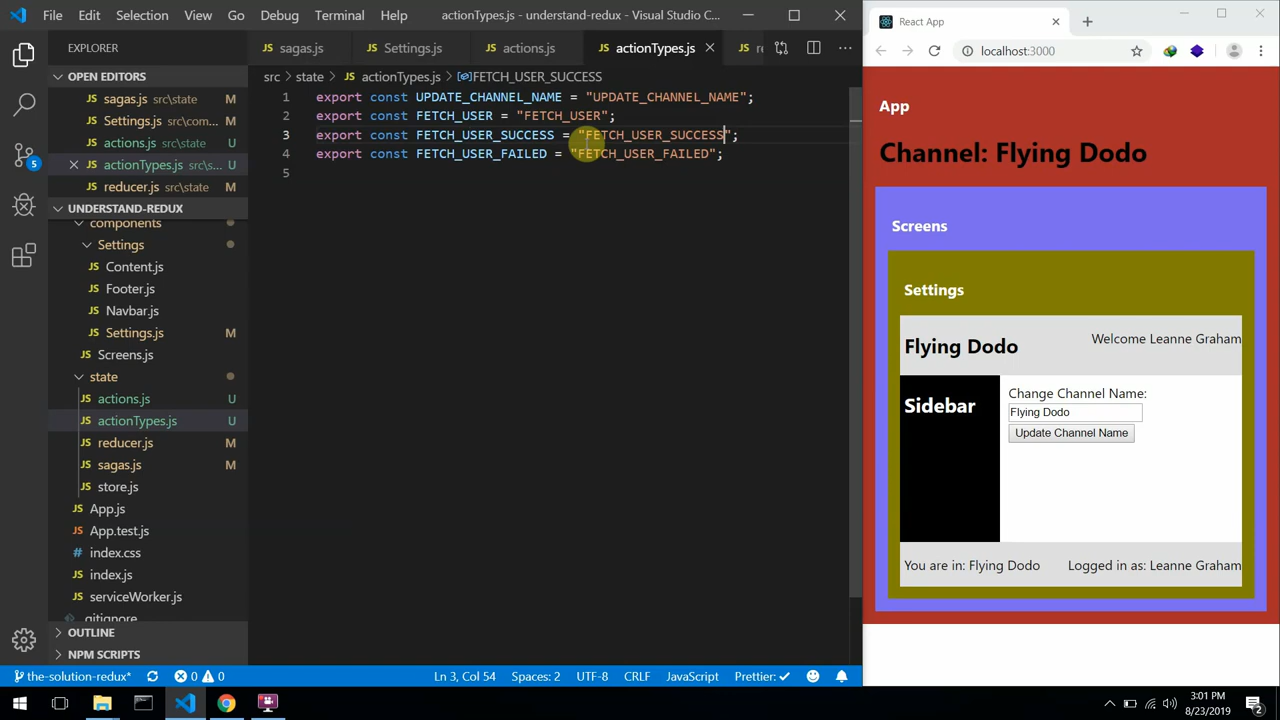 File Edit Selection View Go Debug Terminal Help actionTypes.js - understand-redux - Visual Studio C...
EXPLORER
OPEN EDITORS
sagas.js src\state M
Settings.js src\com... M
actions.js src\state U
actionTypes.js src\s... U
reducer.js src\state M
UNDERSTAND-REDUX
components
Settings
Content.js
Footer.js
Navbar.js
Settings.js M
Screens.js
state
actions.js U
actionTypes.js U
reducer.js M
sagas.js M
store.js
App.js
App.test.js
index.css
index.js
serviceWorker.js
.gitignore
OUTLINE
NPM SCRIPTS
5
sagas.js Settings.js actions.js actionTypes.js re
src > state > actionTypes.js > FETCH_USER_SUCCESS
1 export const UPDATE_CHANNEL_NAME = "UPDATE_CHANNEL_NAME";
2 export const FETCH_USER = "FETCH_USER";
3 export const FETCH_USER_SUCCESS = "FETCH_USER_SUCCESS";
4 export const FETCH_USER_FAILED = "FETCH_USER_FAILED";
5
the-solution-redux* 0 0 Ln 3, Col 54 Spaces: 2 UTF-8 CRLF JavaScript Prettier: ✓
React App
localhost:3000
App
Channel: Flying Dodo
Screens
Settings
Flying Dodo
Welcome Leanne Graham
Sidebar
Change Channel Name:
Flying Dodo
Update Channel Name
You are in: Flying Dodo
Logged in as: Leanne Graham
3:01 PM
8/23/2019
2